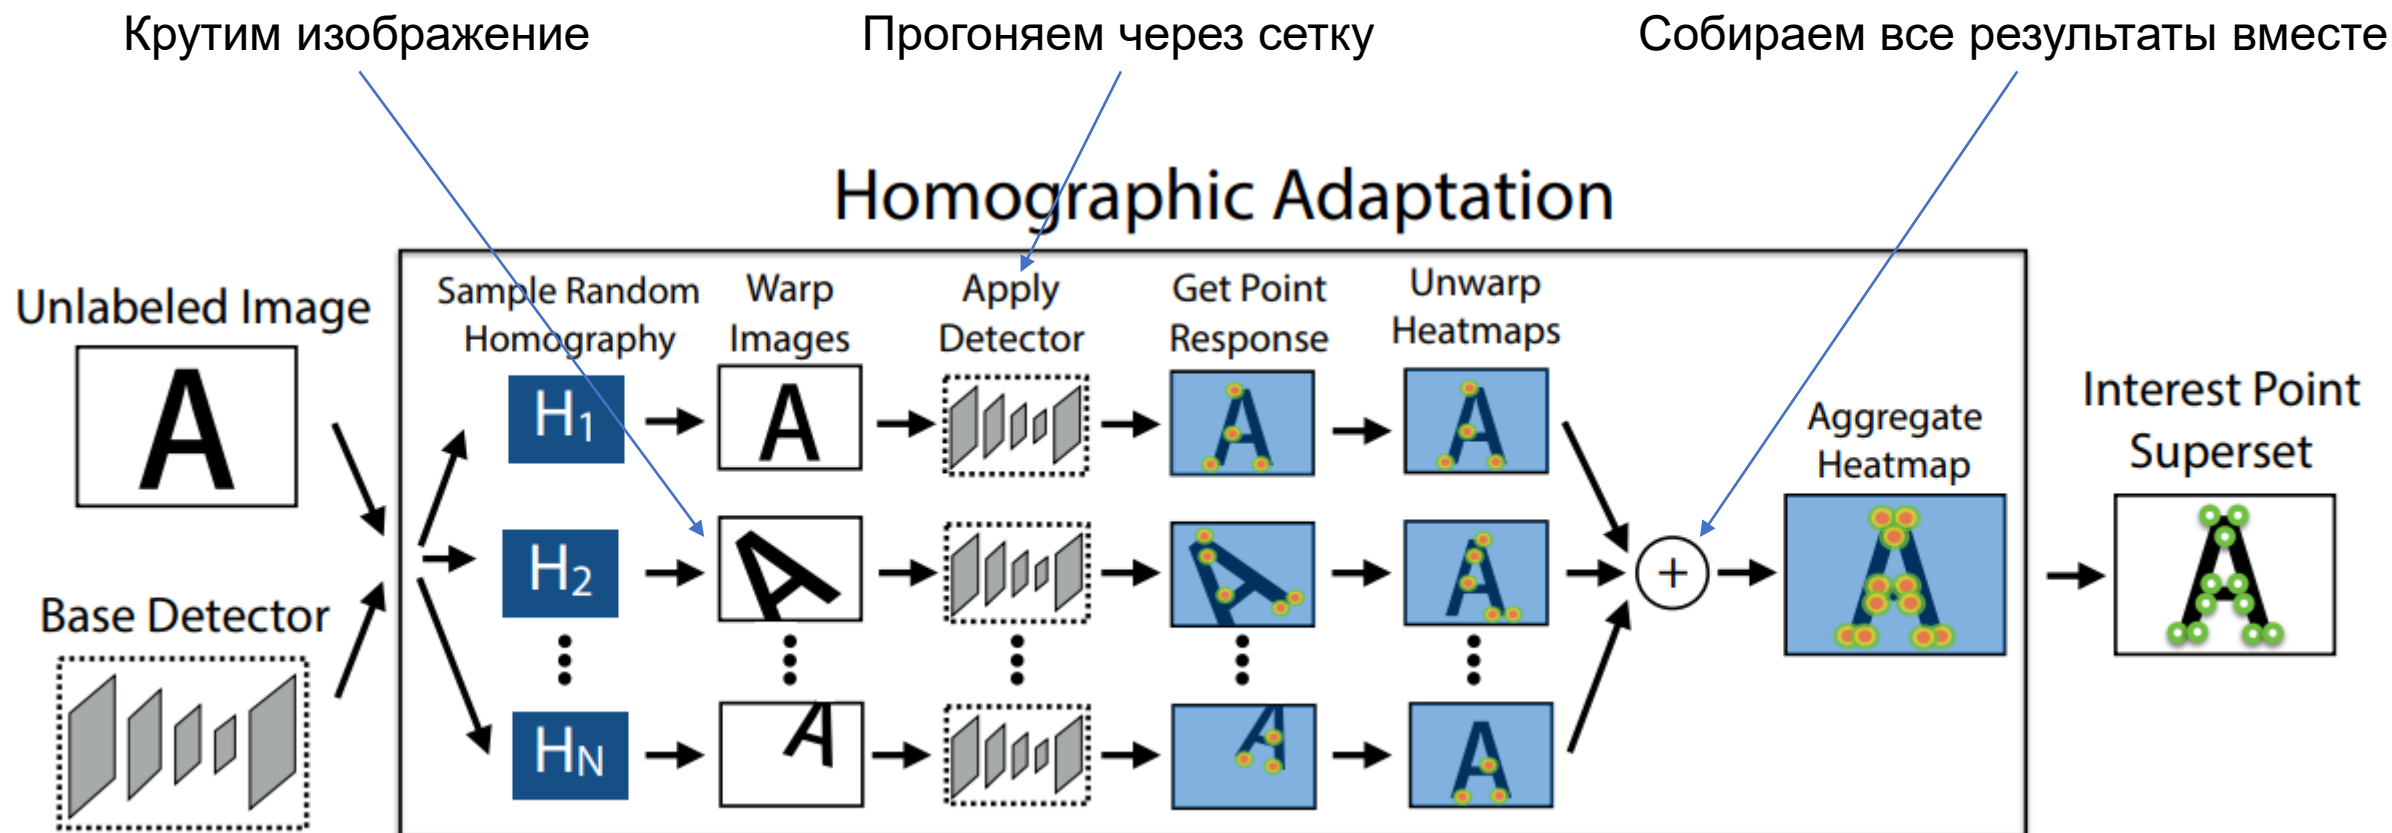 Крутим изображение
Прогоняем через сетку
Собираем все результаты вместе
Homographic Adaptation
Unlabeled Image
A
Base Detector
Sample Random
Homography
Warp
Images
Apply
Detector
Get Point
Response
Unwarp
Heatmaps
H1
A
A
A
H2
A
A
A
HN
A
A
A
+
Aggregate
Heatmap
A
Interest Point
Superset
A